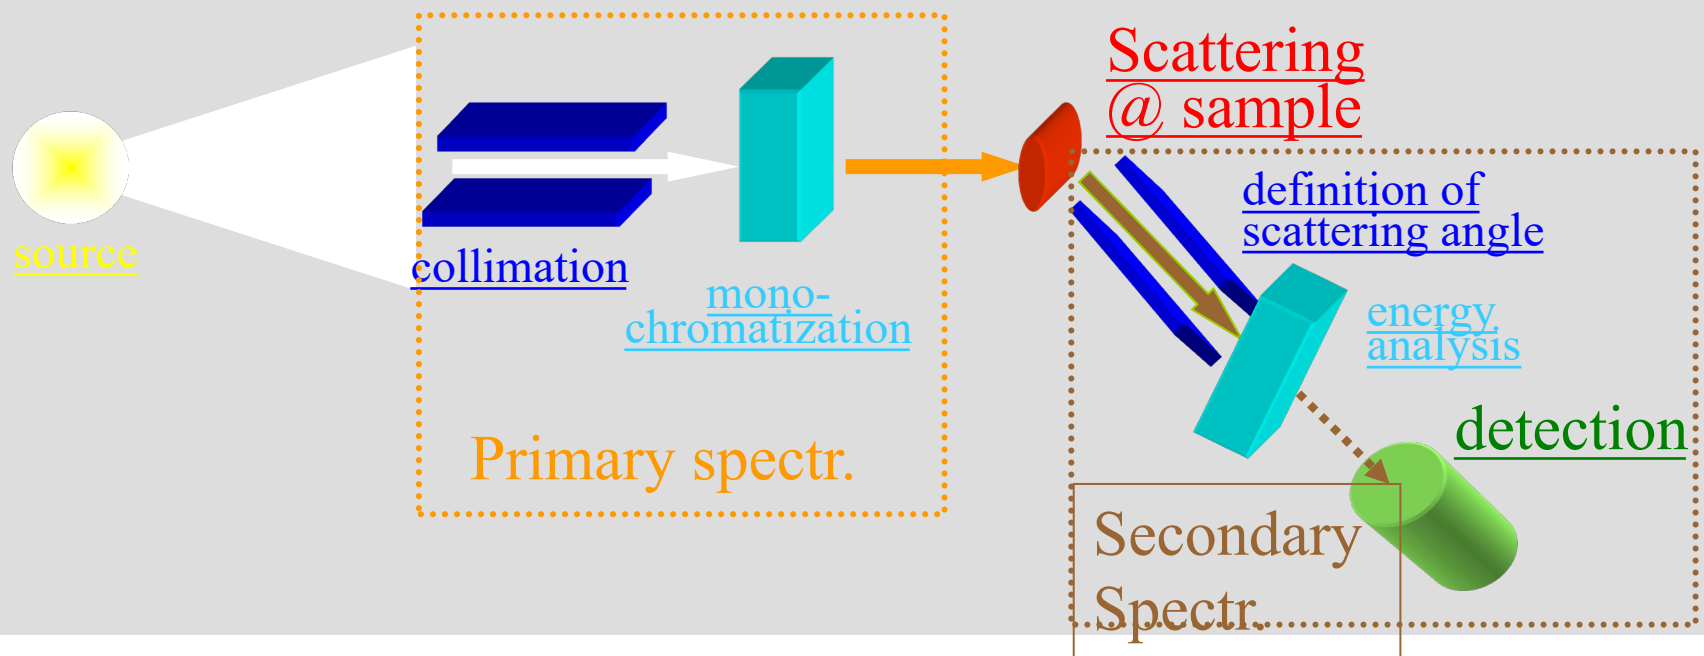 source
collimation
mono-
chromatization
Primary spectr.
Scattering
@ sample
definition of
scattering angle
energy
analysis
detection
Secondary
Spectr.